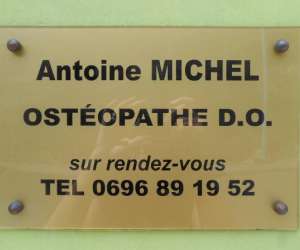 Antoine MICHEL
OSTÉOPATHE D.O.
sur rendez-vous
TEL 0696 89 19 52